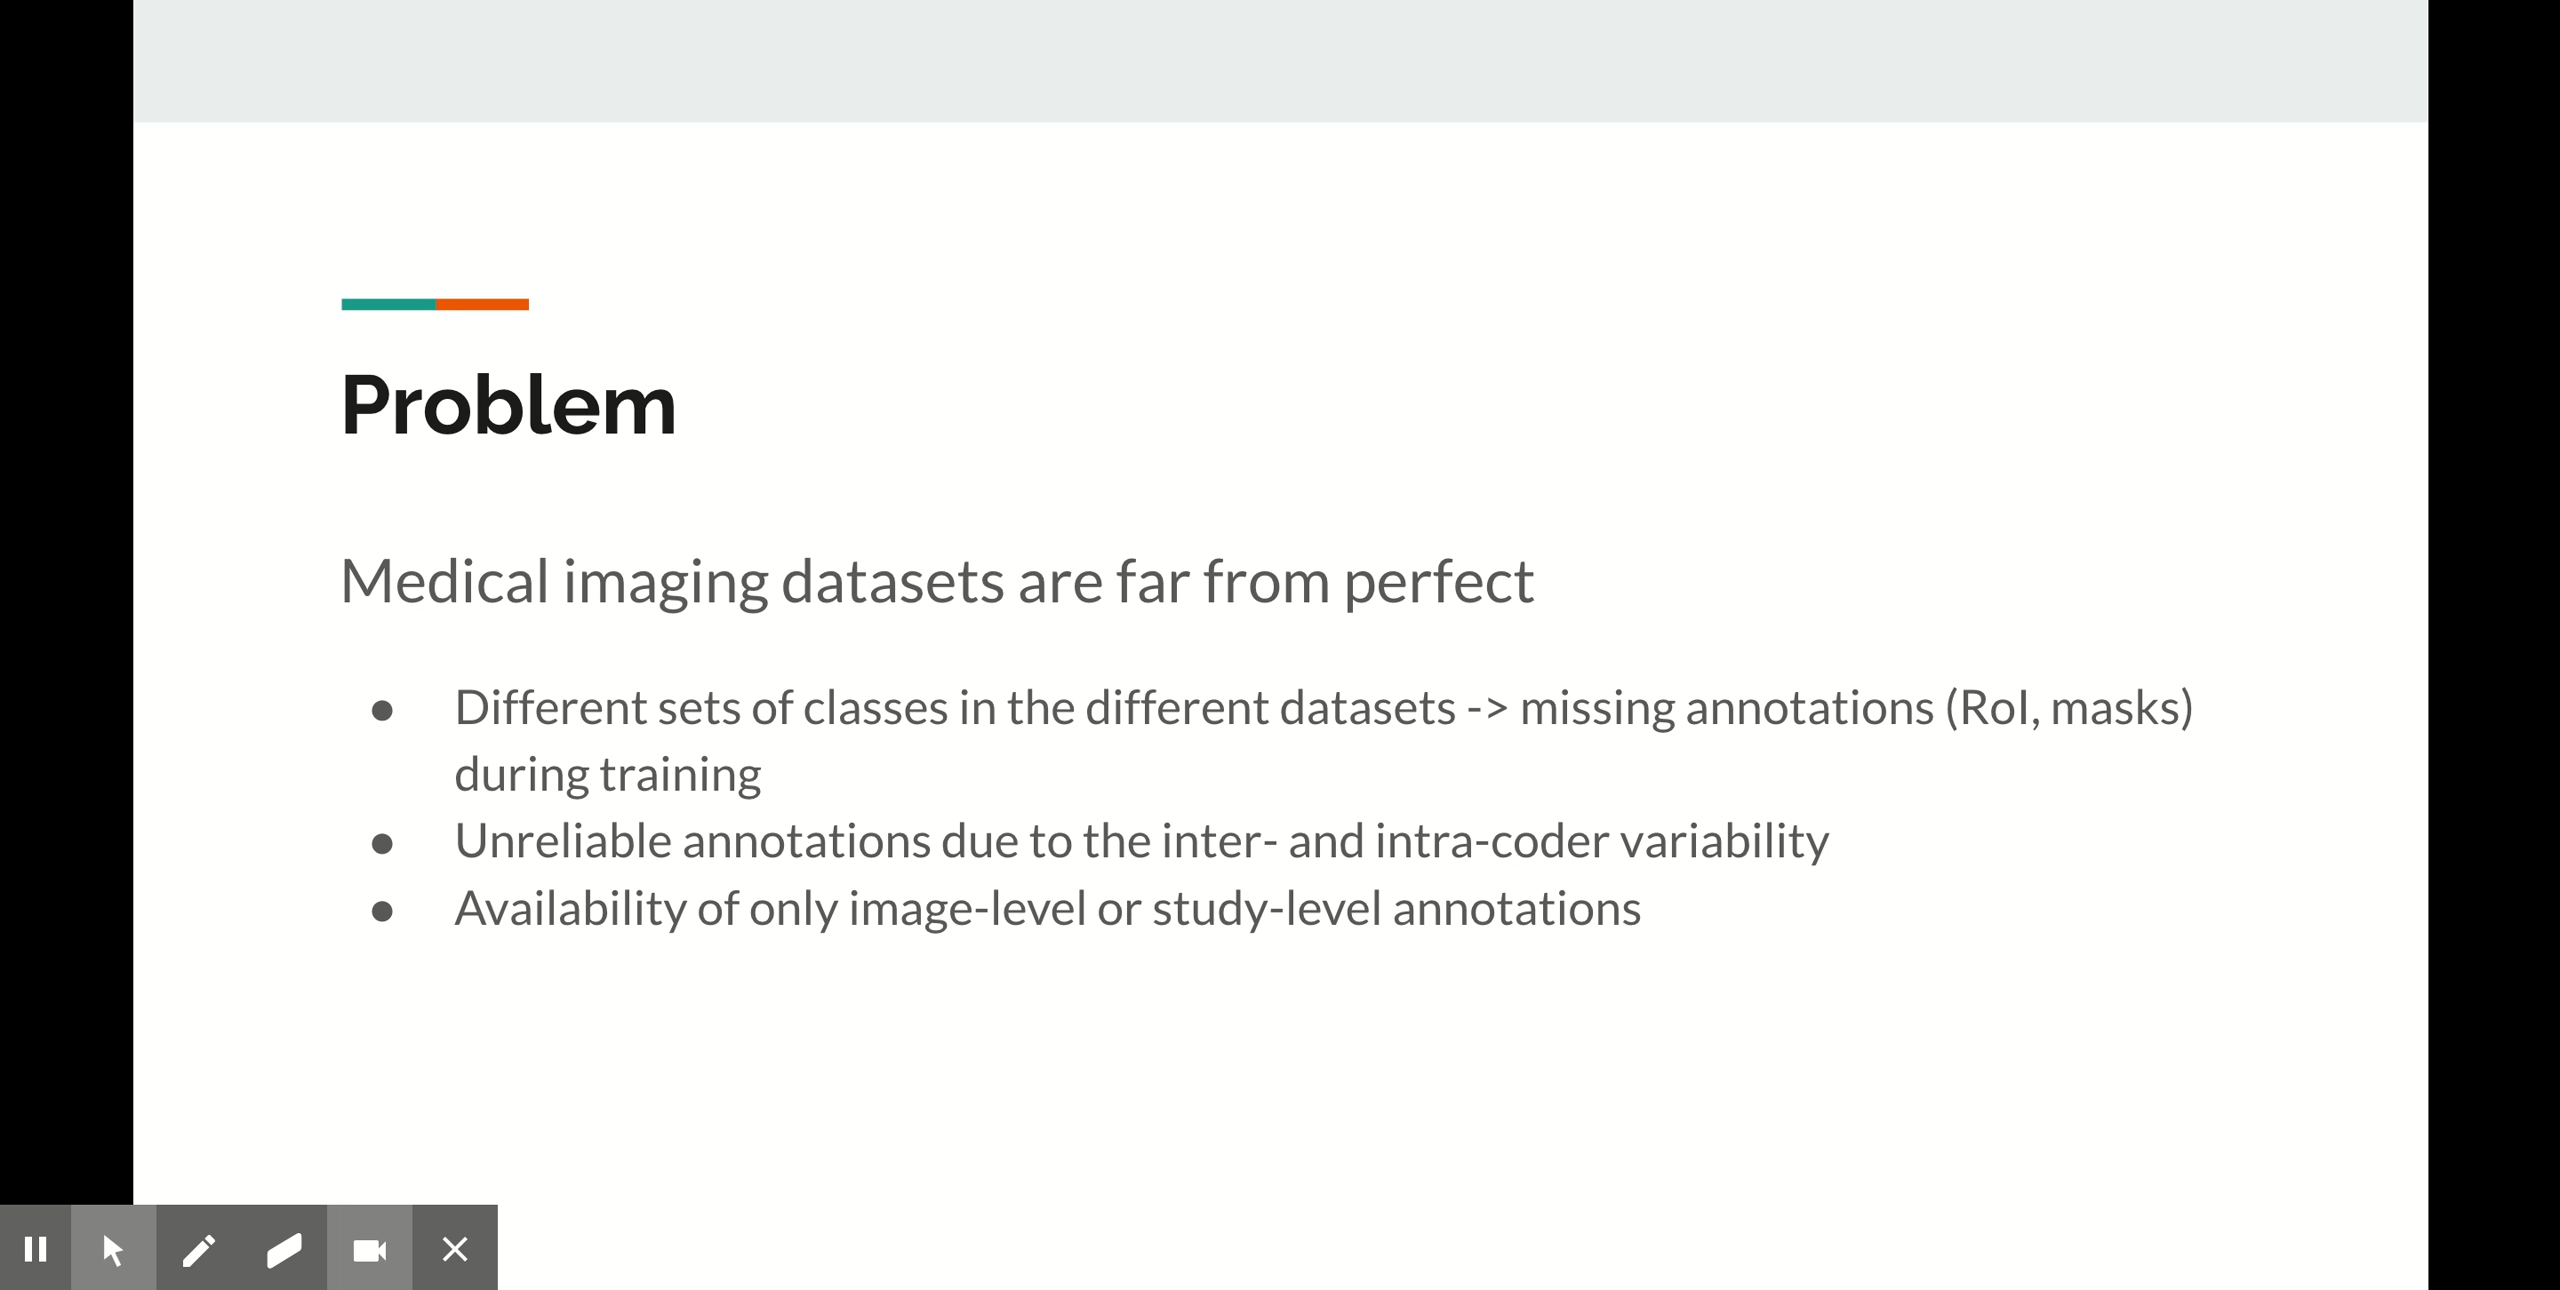 Problem
Medical imaging datasets are far from perfect
● Different sets of classes in the different datasets -> missing annotations (RoI, masks)
during training
● Unreliable annotations due to the inter- and intra-coder variability
● Availability of only image-level or study-level annotations